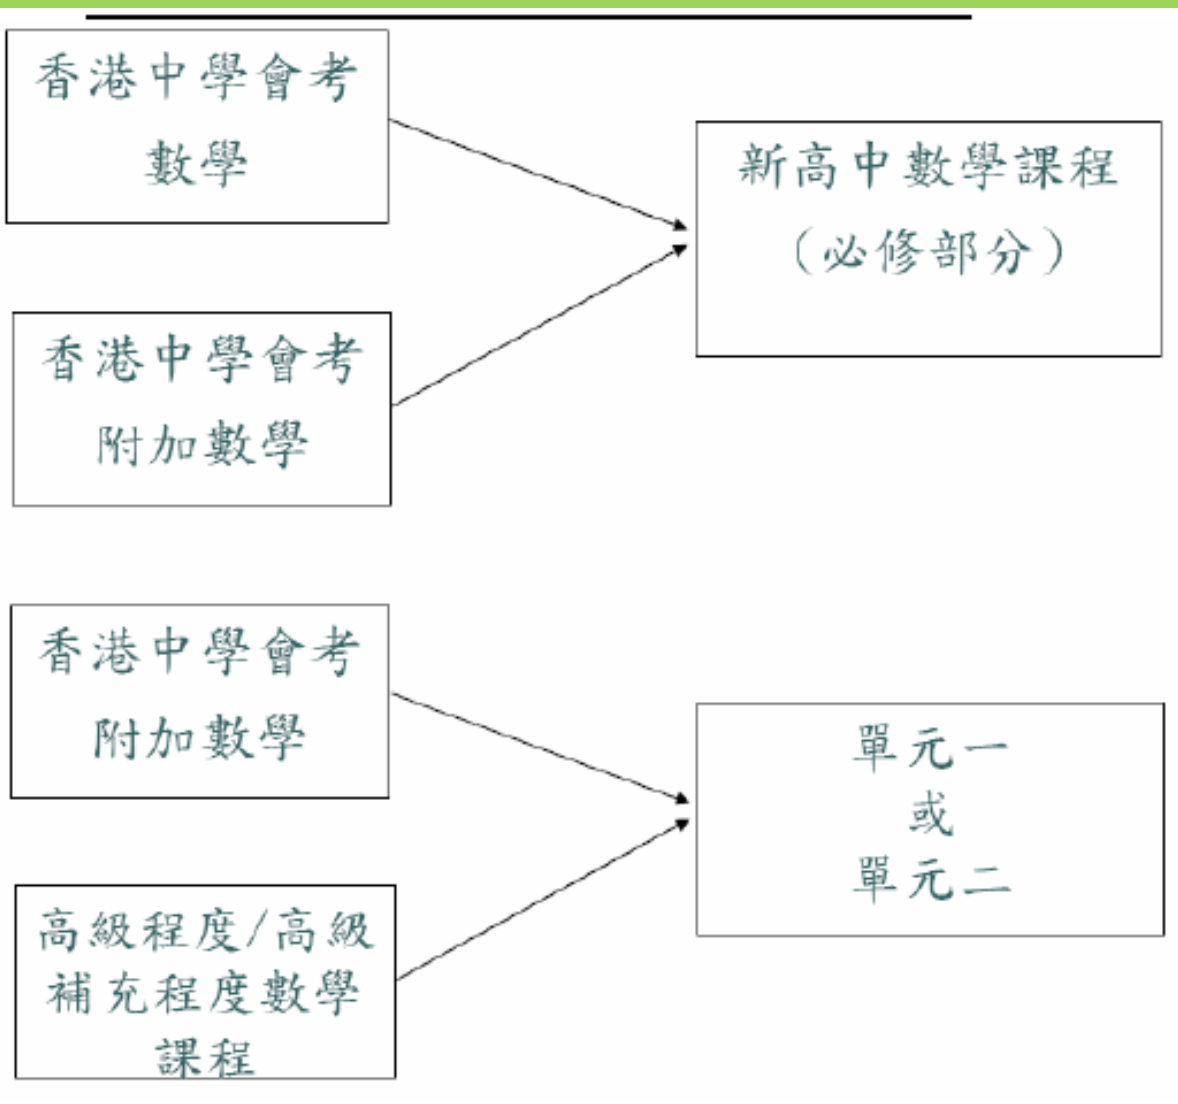 香港中學會考
數學
新高中數學課程
（必修部分）
香港中學會考
附加數學
香港中學會考
附加數學
單元一
或
單元二
高級程度/高級
補充程度數學
課程